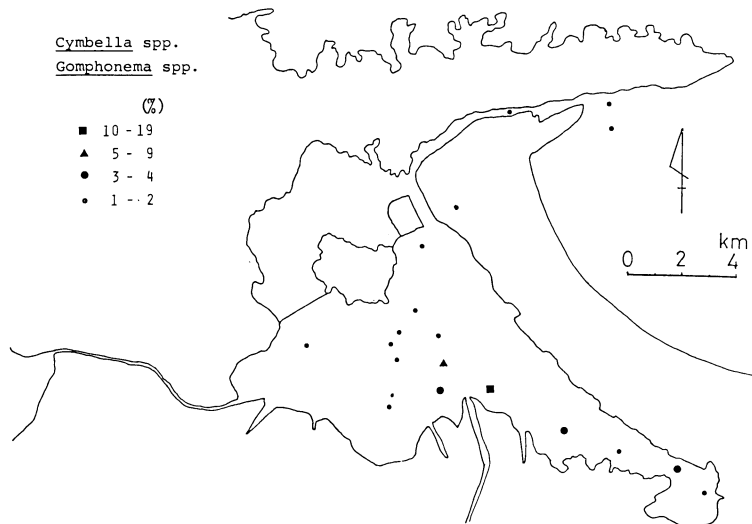 Cymbella spp.
Gomphonema spp.
(%)
■ 10 - 19
▲ 5 - 9
● 3 - 4
• 1 - 2
km
0 2 4